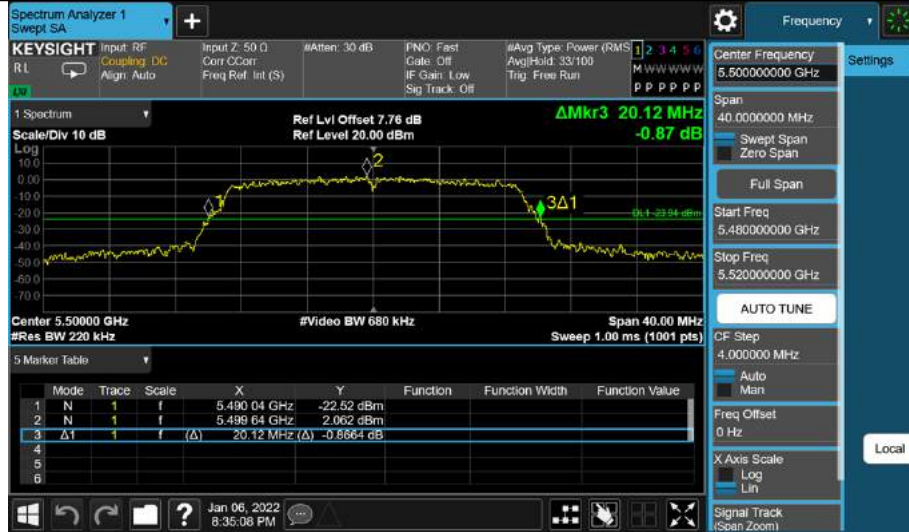 Spectrum Analyzer 1
Swept SA
+
Frequency
KEYSIGHT
RL
Input: RF
Coupling: DC
Align: Auto
Input Z: 50 Ω
Corr CCorr
Freq Ref: Int (S)
#Atten: 30 dB
PNO: Fast
Gate: Off
IF Gain: Low
Sig Track: Off
#Avg Type: Power (RMS
Avg|Hold: 33/100
Trig: Free Run
1 2 3 4 5 6
M W W W W W
P P P P P P
1 Spectrum
Scale/Div 10 dB
Log
Ref Lvl Offset 7.76 dB
Ref Level 20.00 dBm
ΔMkr3 20.12 MHz
-0.87 dB
10.0
0.00
-10.0
-20.0
-30.0
-40.0
-50.0
-60.0
-70.0
1
2
3Δ1
DL1 -23.94 dBm
Center 5.50000 GHz
#Res BW 220 kHz
#Video BW 680 kHz
Span 40.00 MHz
Sweep 1.00 ms (1001 pts)
5 Marker Table
Mode Trace Scale X Y Function Function Width Function Value
1 N 1 f 5.490 04 GHz -22.52 dBm
2 N 1 f 5.499 64 GHz 2.062 dBm
3 Δ1 1 f (Δ) 20.12 MHz (Δ) -0.8664 dB
4
5
6
?
Jan 06, 2022
8:35:08 PM
Center Frequency
5.500000000 GHz
Span
40.0000000 MHz
Swept Span
Zero Span
Full Span
Start Freq
5.480000000 GHz
Stop Freq
5.520000000 GHz
AUTO TUNE
CF Step
4.000000 MHz
Auto
Man
Freq Offset
0 Hz
X Axis Scale
Log
Lin
Signal Track
(Span Zoom)
Settings
Local